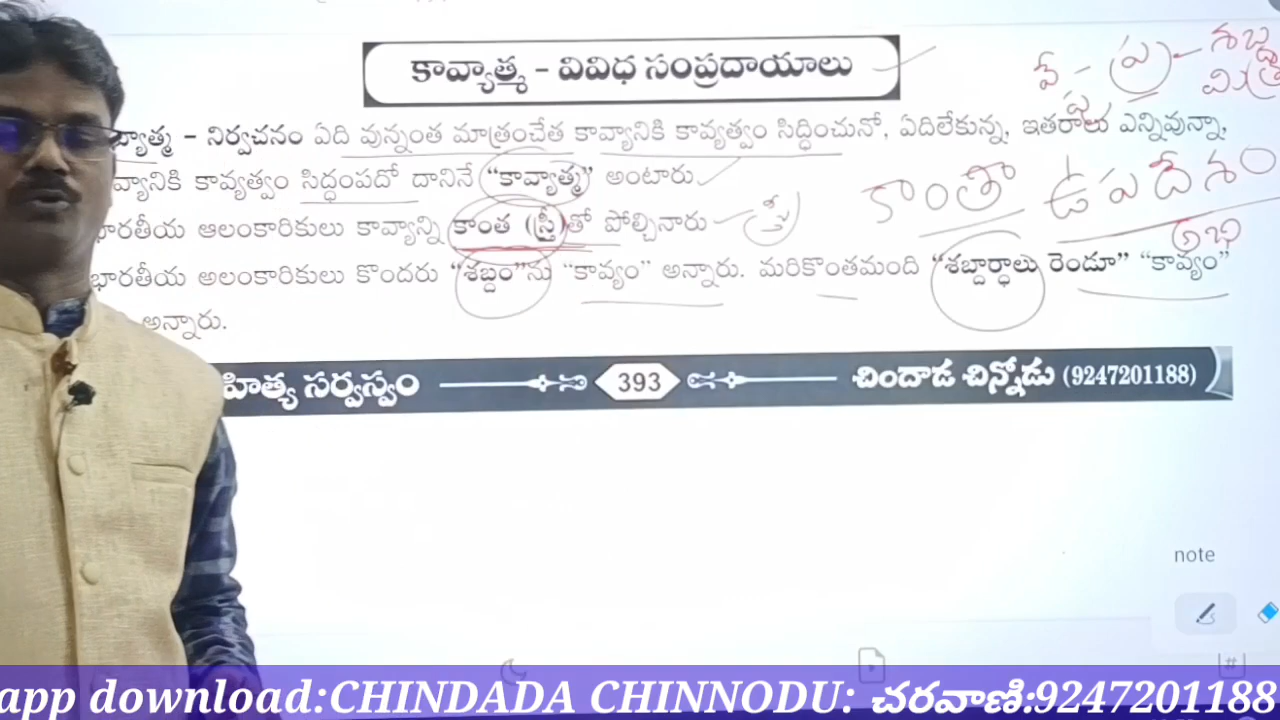 కావ్యాత్మ – వివిధ సంప్రదాయాలు
వ్యాత్మ – నిర్వచనం ఏది వున్నంత మాత్రంచేత కావ్యానికి కావ్యత్వం సిద్ధించునో, ఏదిలేకున్న, ఇతరాలు ఎన్నివున్నా,
వ్యానికి కావ్యత్వం సిద్ధంపదో దానినే “కావ్యాత్మ” అంటారు
ారతీయ ఆలంకారికులు కావ్యాన్ని కాంత (స్త్రీ)తో పోల్చినారు
స్త్రీ
భారతీయ అలంకారికులు కొందరు “శబ్దం”ను “కావ్యం” అన్నారు. మరికొంతమంది “శబ్దార్థాలు రెండూ” “కావ్యం”
అన్నారు.
వే – ప్ర – శబ్ద
మిత్ర
కాంతా ఉపదేశం
హిత్య సర్వస్వం 393 చిందాడ చిన్నోడు (9247201188)
note
app download:CHINDADA CHINNODU: చరవాణి:9247201188